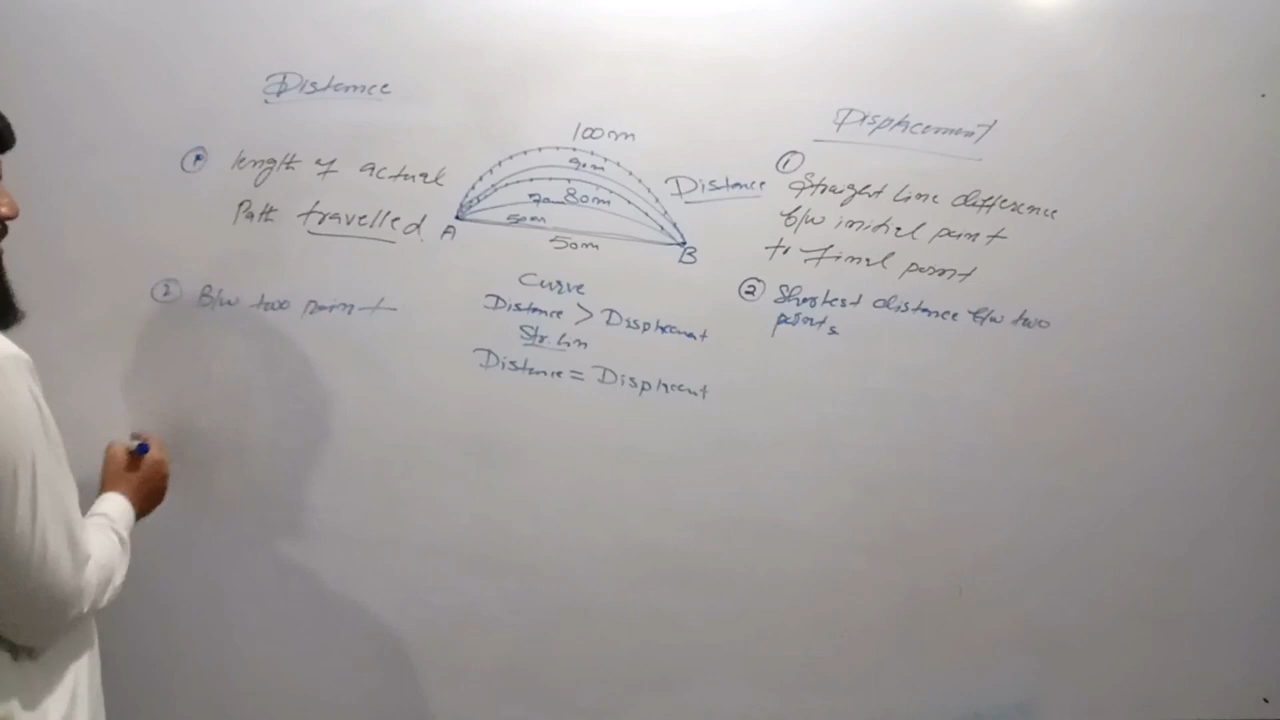 Distance
① length of actual
Path travelled
② B/w two point
100m
90m
70m 80m
50m
50m
A
B
Distance
Curve
Distance > Displacement
Str. Lin
Distance = Displacent
Displacement
①
Straight line difference
b/w initial point
to final point
② Shortest distance b/w two
points